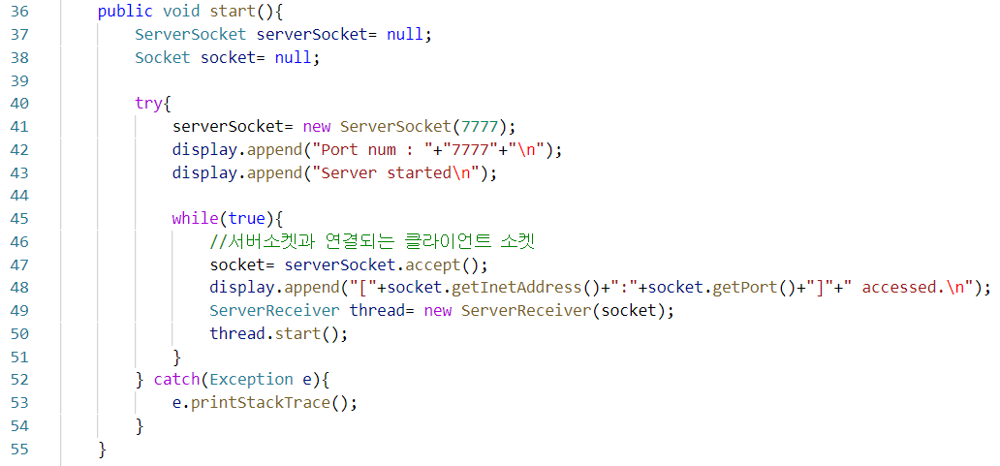 36 public void start(){
37 ServerSocket serverSocket= null;
38 Socket socket= null;
39
40 try{
41 serverSocket= new ServerSocket(7777);
42 display.append("Port num : "+"7777"+"\n");
43 display.append("Server started\n");
44
45 while(true){
46 //서버소켓과 연결되는 클라이언트 소켓
47 socket= serverSocket.accept();
48 display.append("["+socket.getInetAddress()+":"+socket.getPort()+"]"+" accessed.\n");
49 ServerReceiver thread= new ServerReceiver(socket);
50 thread.start();
51 }
52 } catch(Exception e){
53 e.printStackTrace();
54 }
55 }